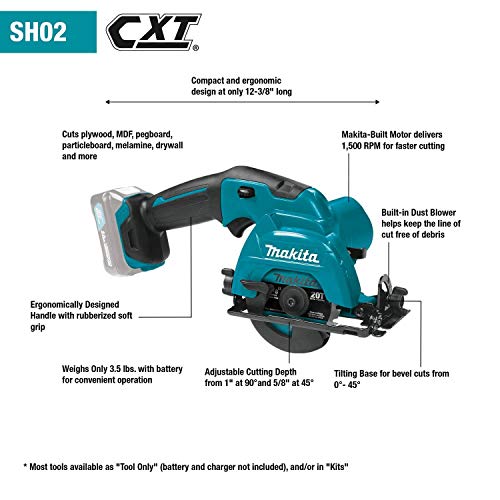 SH02
CXT®
Compact and ergonomic
design at only 12-3/8" long
Cuts plywood, MDF, pegboard,
particleboard, melamine, drywall
and more
Makita-Built Motor delivers
1,500 RPM for faster cutting
Built-in Dust Blower
helps keep the line of
cut free of debris
Makita
20T
Ergonomically Designed
Handle with rubberized soft
grip
Weighs Only 3.5 lbs. with battery
for convenient operation
Adjustable Cutting Depth
from 1" at 90°and 5/8" at 45°
Tilting Base for bevel cuts from
0°- 45°
* Most tools available as "Tool Only" (battery and charger not included), and/or in "Kits"